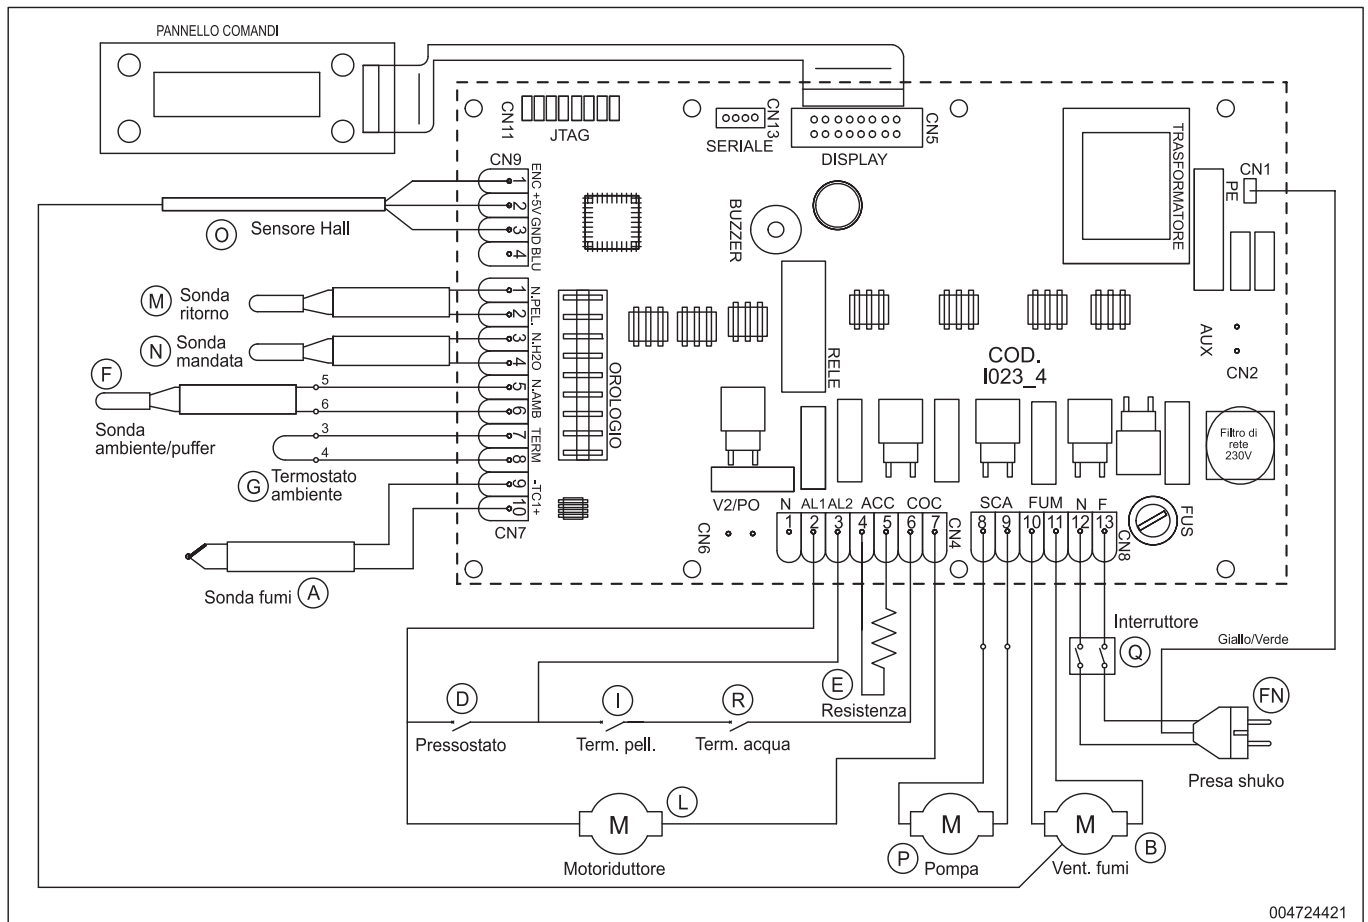 PANNELLO COMANDI
CN11
JTAG
CN13
SERIALE
CN5
DISPLAY
TRASFORMATORE
CN1
PE
CN9
1 ENC
2 +5V
3 GND
4 BLU
O Sensore Hall
BUZZER
M Sonda
ritorno
N Sonda
mandata
F
Sonda
ambiente/puffer
5
6
3
4
G Termostato
ambiente
1 N.PEL.
2
3 N.H2O
4
5 N.AMB
6
7 TERM
8
9 -TC1+
10
CN7
OROLOGIO
RELE
COD.
I023_4
AUX
CN2
Filtro di
rete
230V
V2/PO
CN6
N AL1 AL2 ACC COC
1 2 3 4 5 6 7
CN4
SCA FUM N F
8 9 10 11 12 13
CN8
FUS
Sonda fumi A
Interruttore
Q
Giallo/Verde
FN
Presa shuko
D
Pressostato
I
Term. pell.
R
Term. acqua
E
Resistenza
M
L
Motoriduttore
M
P Pompa
M
B
Vent. fumi
004724421